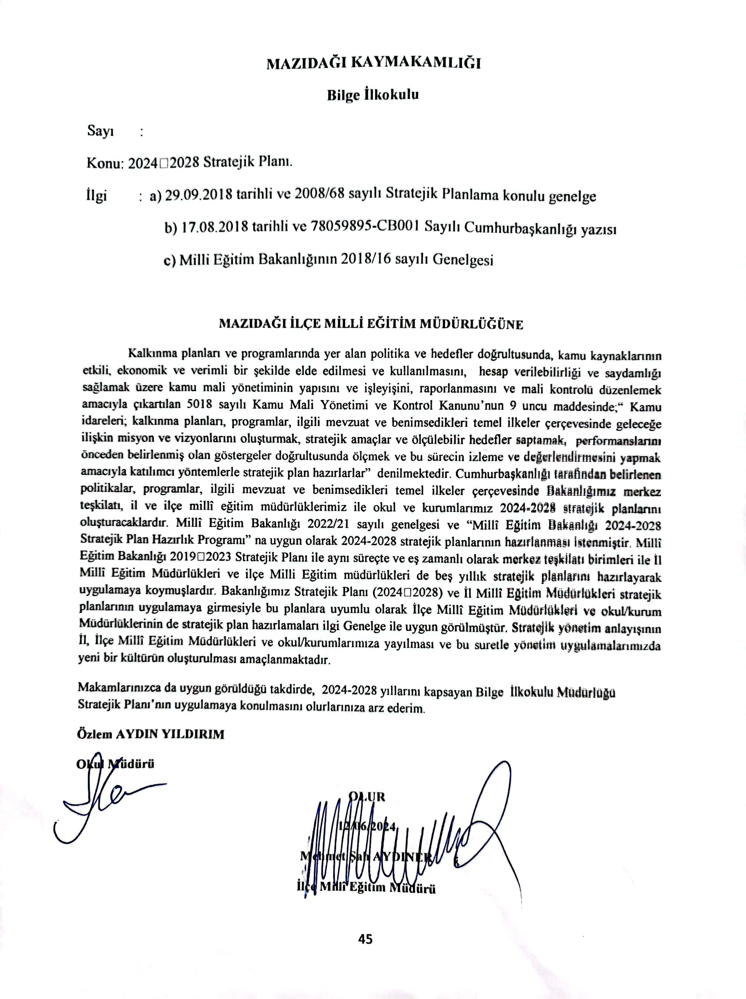 MAZIDAĞI KAYMAKAMLIĞI
Bilge İlkokulu
Sayı :
Konu: 2024□2028 Stratejik Planı.
İlgi : a) 29.09.2018 tarihli ve 2008/68 sayılı Stratejik Planlama konulu genelge
b) 17.08.2018 tarihli ve 78059895-CB001 Sayılı Cumhurbaşkanlığı yazısı
c) Milli Eğitim Bakanlığının 2018/16 sayılı Genelgesi
MAZIDAĞI İLÇE MİLLİ EĞİTİM MÜDÜRLÜĞÜNE
Kalkınma planları ve programlarında yer alan politika ve hedefler doğrultusunda, kamu kaynaklarının
etkili, ekonomik ve verimli bir şekilde elde edilmesi ve kullanılmasını, hesap verilebilirliği ve saydamlığı
sağlamak üzere kamu mali yönetiminin yapısını ve işleyişini, raporlanmasını ve mali kontrolü düzenlemek
amacıyla çıkartılan 5018 sayılı Kamu Mali Yönetimi ve Kontrol Kanunu’nun 9 uncu maddesinde;“ Kamu
idareleri; kalkınma planları, programlar, ilgili mevzuat ve benimsedikleri temel ilkeler çerçevesinde geleceğe
ilişkin misyon ve vizyonlarını oluşturmak, stratejik amaçlar ve ölçülebilir hedefler saptamak, performanslarını
önceden belirlenmiş olan göstergeler doğrultusunda ölçmek ve bu sürecin izleme ve değerlendirmesini yapmak
amacıyla katılımcı yöntemlerle stratejik plan hazırlarlar” denilmektedir. Cumhurbaşkanlığı tarafından belirlenen
politikalar, programlar, ilgili mevzuat ve benimsedikleri temel ilkeler çerçevesinde Bakanlığımız merkez
teşkilatı, il ve ilçe millî eğitim müdürlüklerimiz ile okul ve kurumlarımız 2024-2028 stratejik planlarını
oluşturacaklardır. Millî Eğitim Bakanlığı 2022/21 sayılı genelgesi ve “Millî Eğitim Bakanlığı 2024-2028
Stratejik Plan Hazırlık Programı” na uygun olarak 2024-2028 stratejik planlarının hazırlanması istenmiştir. Millî
Eğitim Bakanlığı 2019□2023 Stratejik Planı ile aynı süreçte ve eş zamanlı olarak merkez teşkilatı birimleri ile İl
Millî Eğitim Müdürlükleri ve ilçe Milli Eğitim müdürlükleri de beş yıllık stratejik planlarını hazırlayarak
uygulamaya koymuşlardır. Bakanlığımız Stratejik Planı (2024□2028) ve İl Millî Eğitim Müdürlükleri stratejik
planlarının uygulamaya girmesiyle bu planlara uyumlu olarak İlçe Millî Eğitim Müdürlükleri ve okul/kurum
Müdürlüklerinin de stratejik plan hazırlamaları ilgi Genelge ile uygun görülmüştür. Stratejik yönetim anlayışının
İl, İlçe Millî Eğitim Müdürlükleri ve okul/kurumlarımıza yayılması ve bu suretle yönetim uygulamalarımızda
yeni bir kültürün oluşturulması amaçlanmaktadır.
Makamlarınızca da uygun görüldüğü takdirde, 2024-2028 yıllarını kapsayan Bilge İlkokulu Müdürlüğü
Stratejik Planı’nın uygulamaya konulmasını olurlarınıza arz ederim.
Özlem AYDIN YILDIRIM
Okul Müdürü
OLUR
12/06/2024
Mehmet Şah AYDINER
İlçe Millî Eğitim Müdürü
45